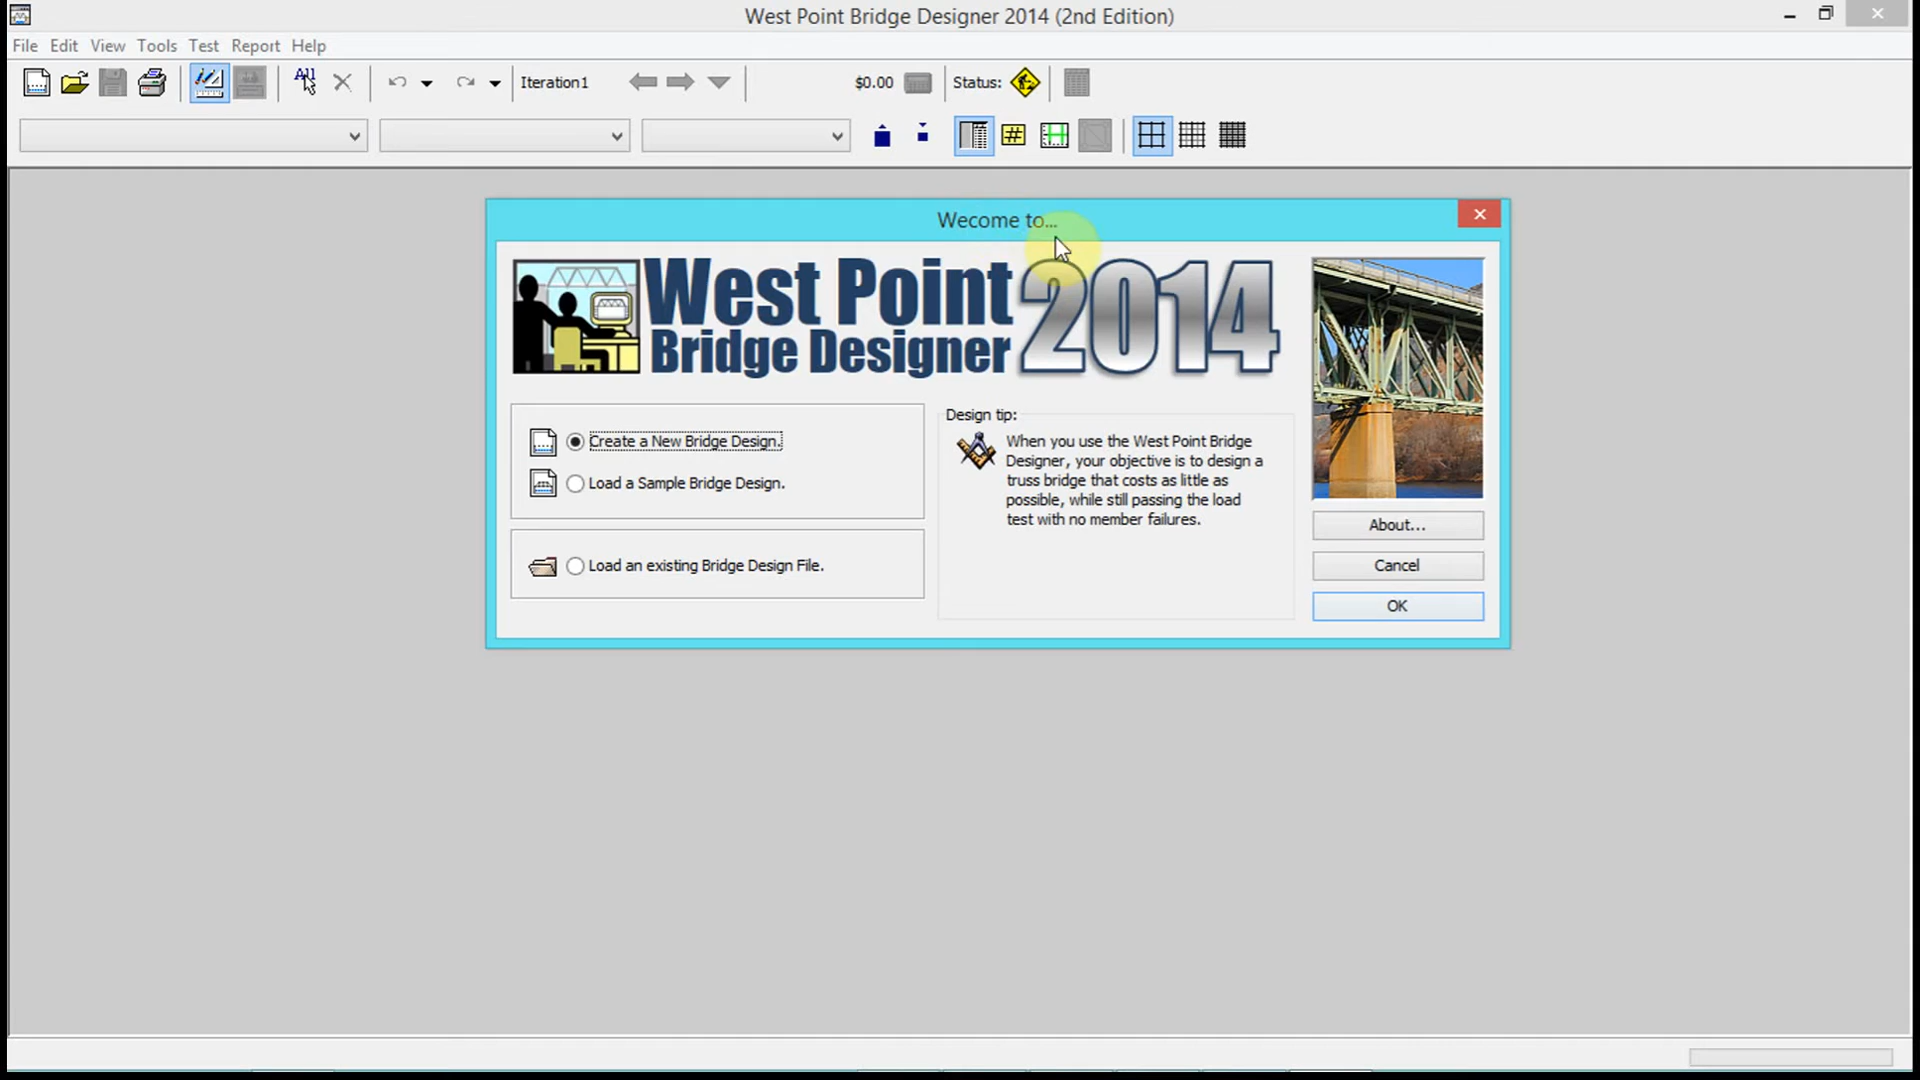 West Point Bridge Designer 2014 (2nd Edition)
File Edit View Tools Test Report Help
All
Iteration1
$0.00
Status:
Wecome to...
West Point
Bridge Designer
2014
Create a New Bridge Design.
Load a Sample Bridge Design.
Load an existing Bridge Design File.
Design tip:
When you use the West Point Bridge
Designer, your objective is to design a
truss bridge that costs as little as
possible, while still passing the load
test with no member failures.
About...
Cancel
OK